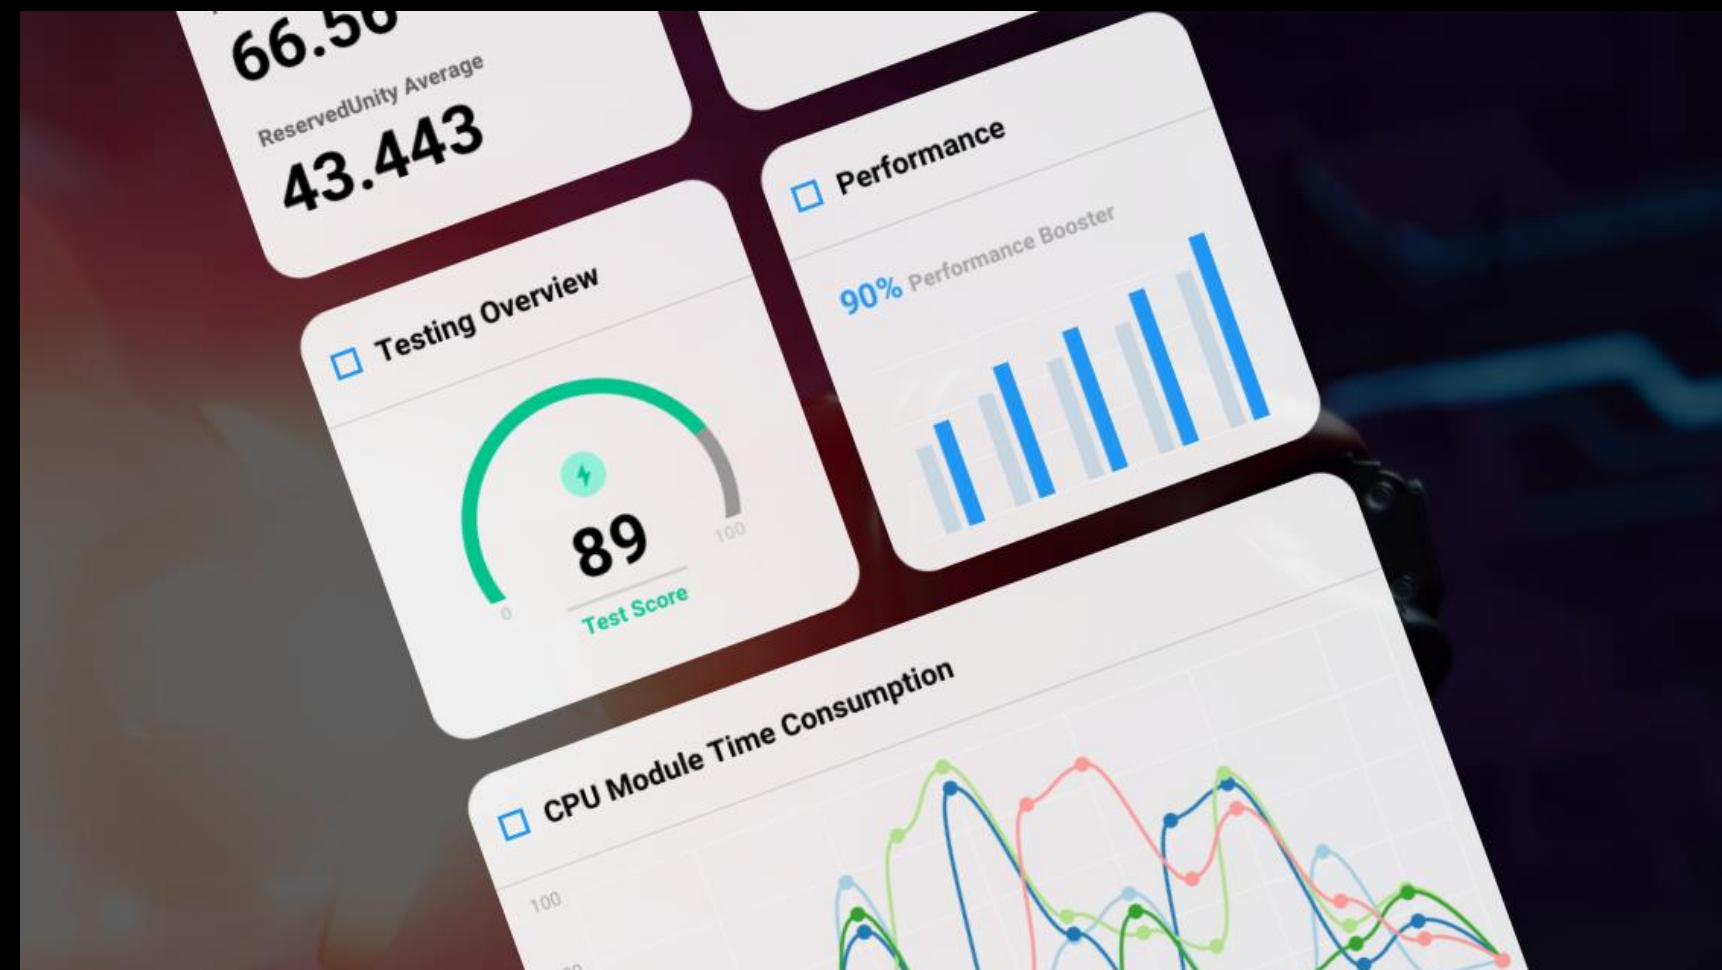 66.56
ReservedUnity Average
43.443
Performance
90% Performance Booster
Testing Overview
89
0
100
Test Score
CPU Module Time Consumption
100